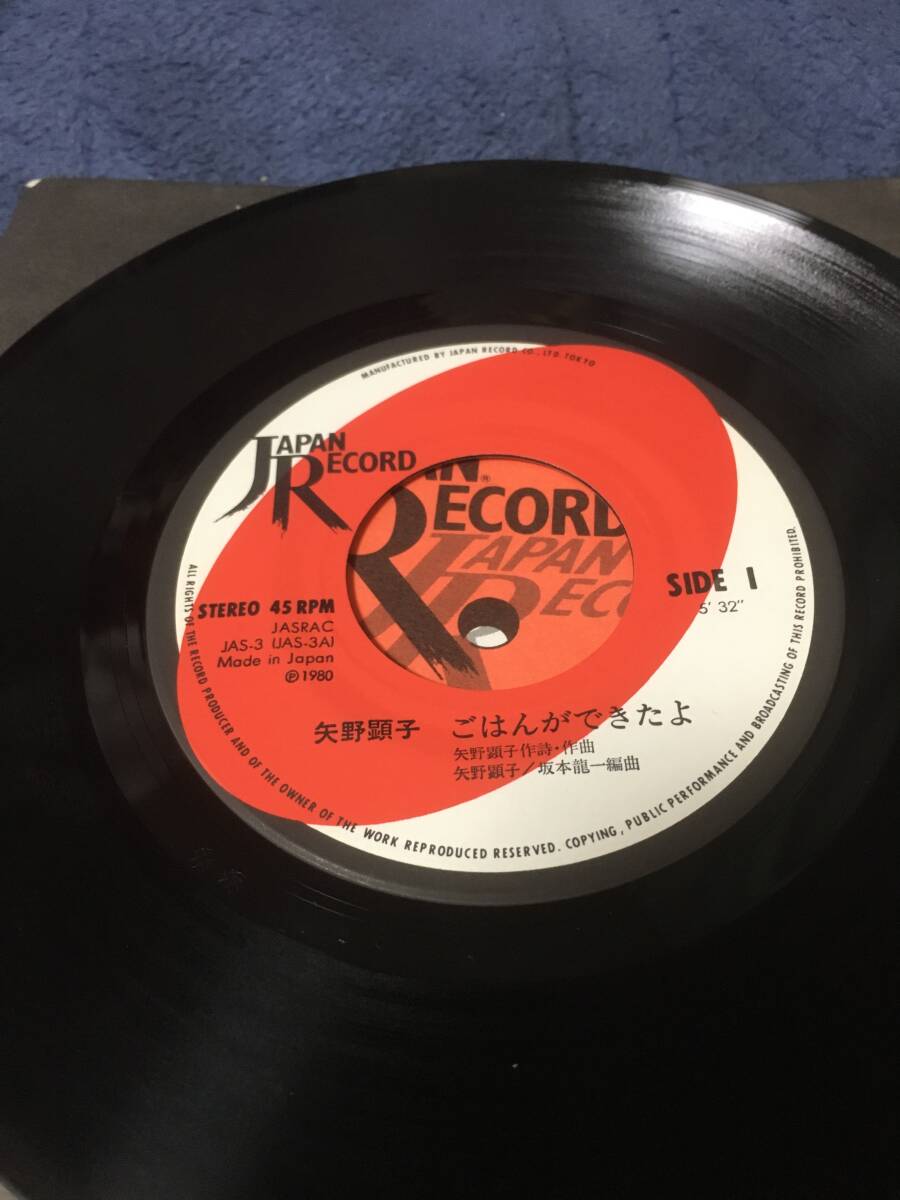 MANUFACTURED BY JAPAN RECORD CO., LTD. TOKYO
JAPAN
RECORD
AN®
RECORD
JAPAN
REC
SIDE 1
5' 32"
STEREO 45 RPM
JASRAC
JAS-3 (JAS-3A)
Made in Japan
Ⓟ1980
矢野顕子 ごはんができたよ
矢野顕子作詩・作曲
矢野顕子/坂本龍一編曲
ALL RIGHTS OF THE RECORD PRODUCER AND OF THE OWNER OF THE WORK REPRODUCED RESERVED. COPYING, PUBLIC PERFORMANCE AND BROADCASTING OF THIS RECORD PROHIBITED.